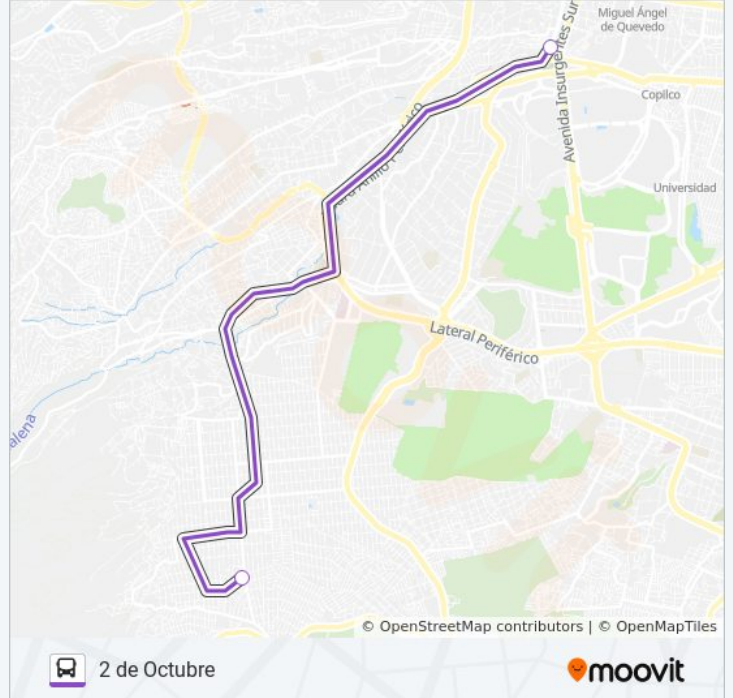 Miguel Ángel
de Quevedo
Avenida Insurgentes Sur
Copilco
Universidad
Lateral Periférico
alena
© OpenStreetMap contributors | © OpenMapTiles
2 de Octubre
moovit